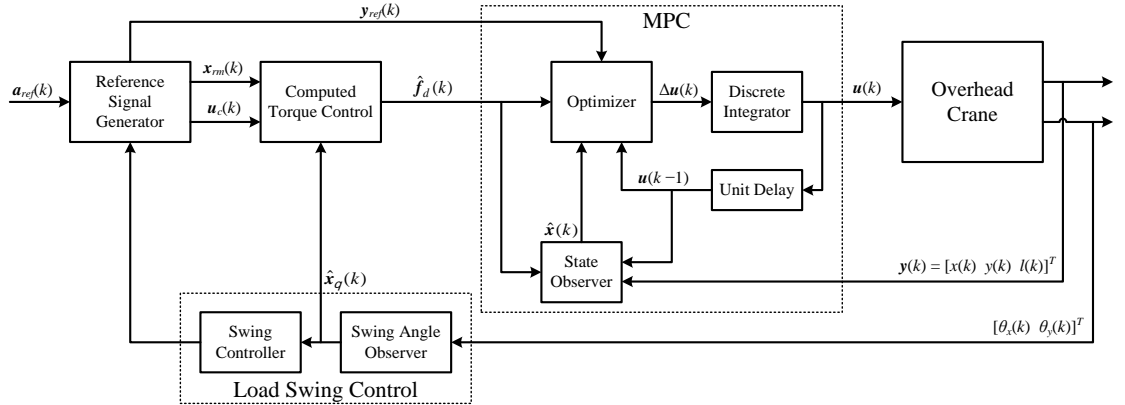 y_ref(k)
MPC
a_ref(k)
Reference
Signal
Generator
x_rm(k)
u_c(k)
Computed
Torque Control
f̂_d(k)
Optimizer
Δu(k)
Discrete
Integrator
u(k)
Overhead
Crane
u(k−1)
Unit Delay
x̂(k)
State
Observer
y(k) = [x(k) y(k) l(k)]^T
x̂_q(k)
[θ_x(k) θ_y(k)]^T
Swing
Controller
Swing Angle
Observer
Load Swing Control